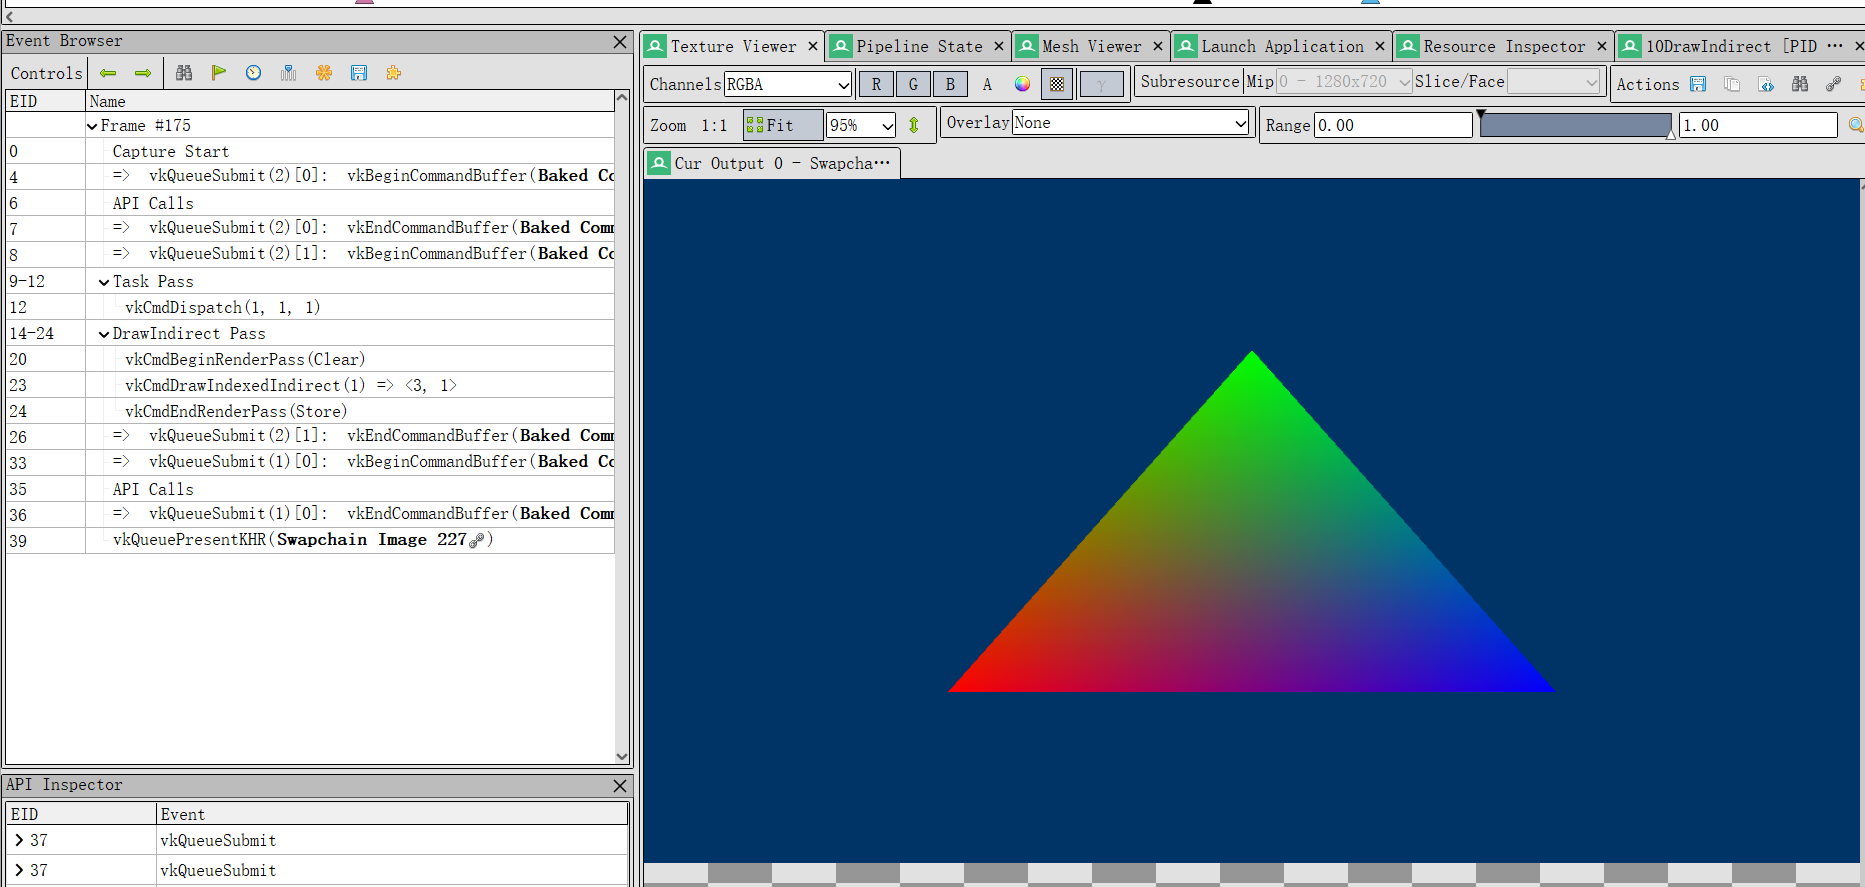 Event Browser
Controls
EID Name
Frame #175
0 Capture Start
4 => vkQueueSubmit(2)[0]: vkBeginCommandBuffer(Baked Co
6 API Calls
7 => vkQueueSubmit(2)[0]: vkEndCommandBuffer(Baked Comm
8 => vkQueueSubmit(2)[1]: vkBeginCommandBuffer(Baked Co
9-12 Task Pass
12 vkCmdDispatch(1, 1, 1)
14-24 DrawIndirect Pass
20 vkCmdBeginRenderPass(Clear)
23 vkCmdDrawIndexedIndirect(1) => <3, 1>
24 vkCmdEndRenderPass(Store)
26 => vkQueueSubmit(2)[1]: vkEndCommandBuffer(Baked Comm
33 => vkQueueSubmit(1)[0]: vkBeginCommandBuffer(Baked Co
35 API Calls
36 => vkQueueSubmit(1)[0]: vkEndCommandBuffer(Baked Comm
39 vkQueuePresentKHR(Swapchain Image 227)
API Inspector
EID Event
37 vkQueueSubmit
37 vkQueueSubmit
Texture Viewer Pipeline State Mesh Viewer Launch Application Resource Inspector 10DrawIndirect [PID ···
Channels RGBA R G B A γ Subresource Mip 0 - 1280x720 Slice/Face Actions
Zoom 1:1 Fit 95% Overlay None Range 0.00 1.00
Cur Output 0 - Swapcha···